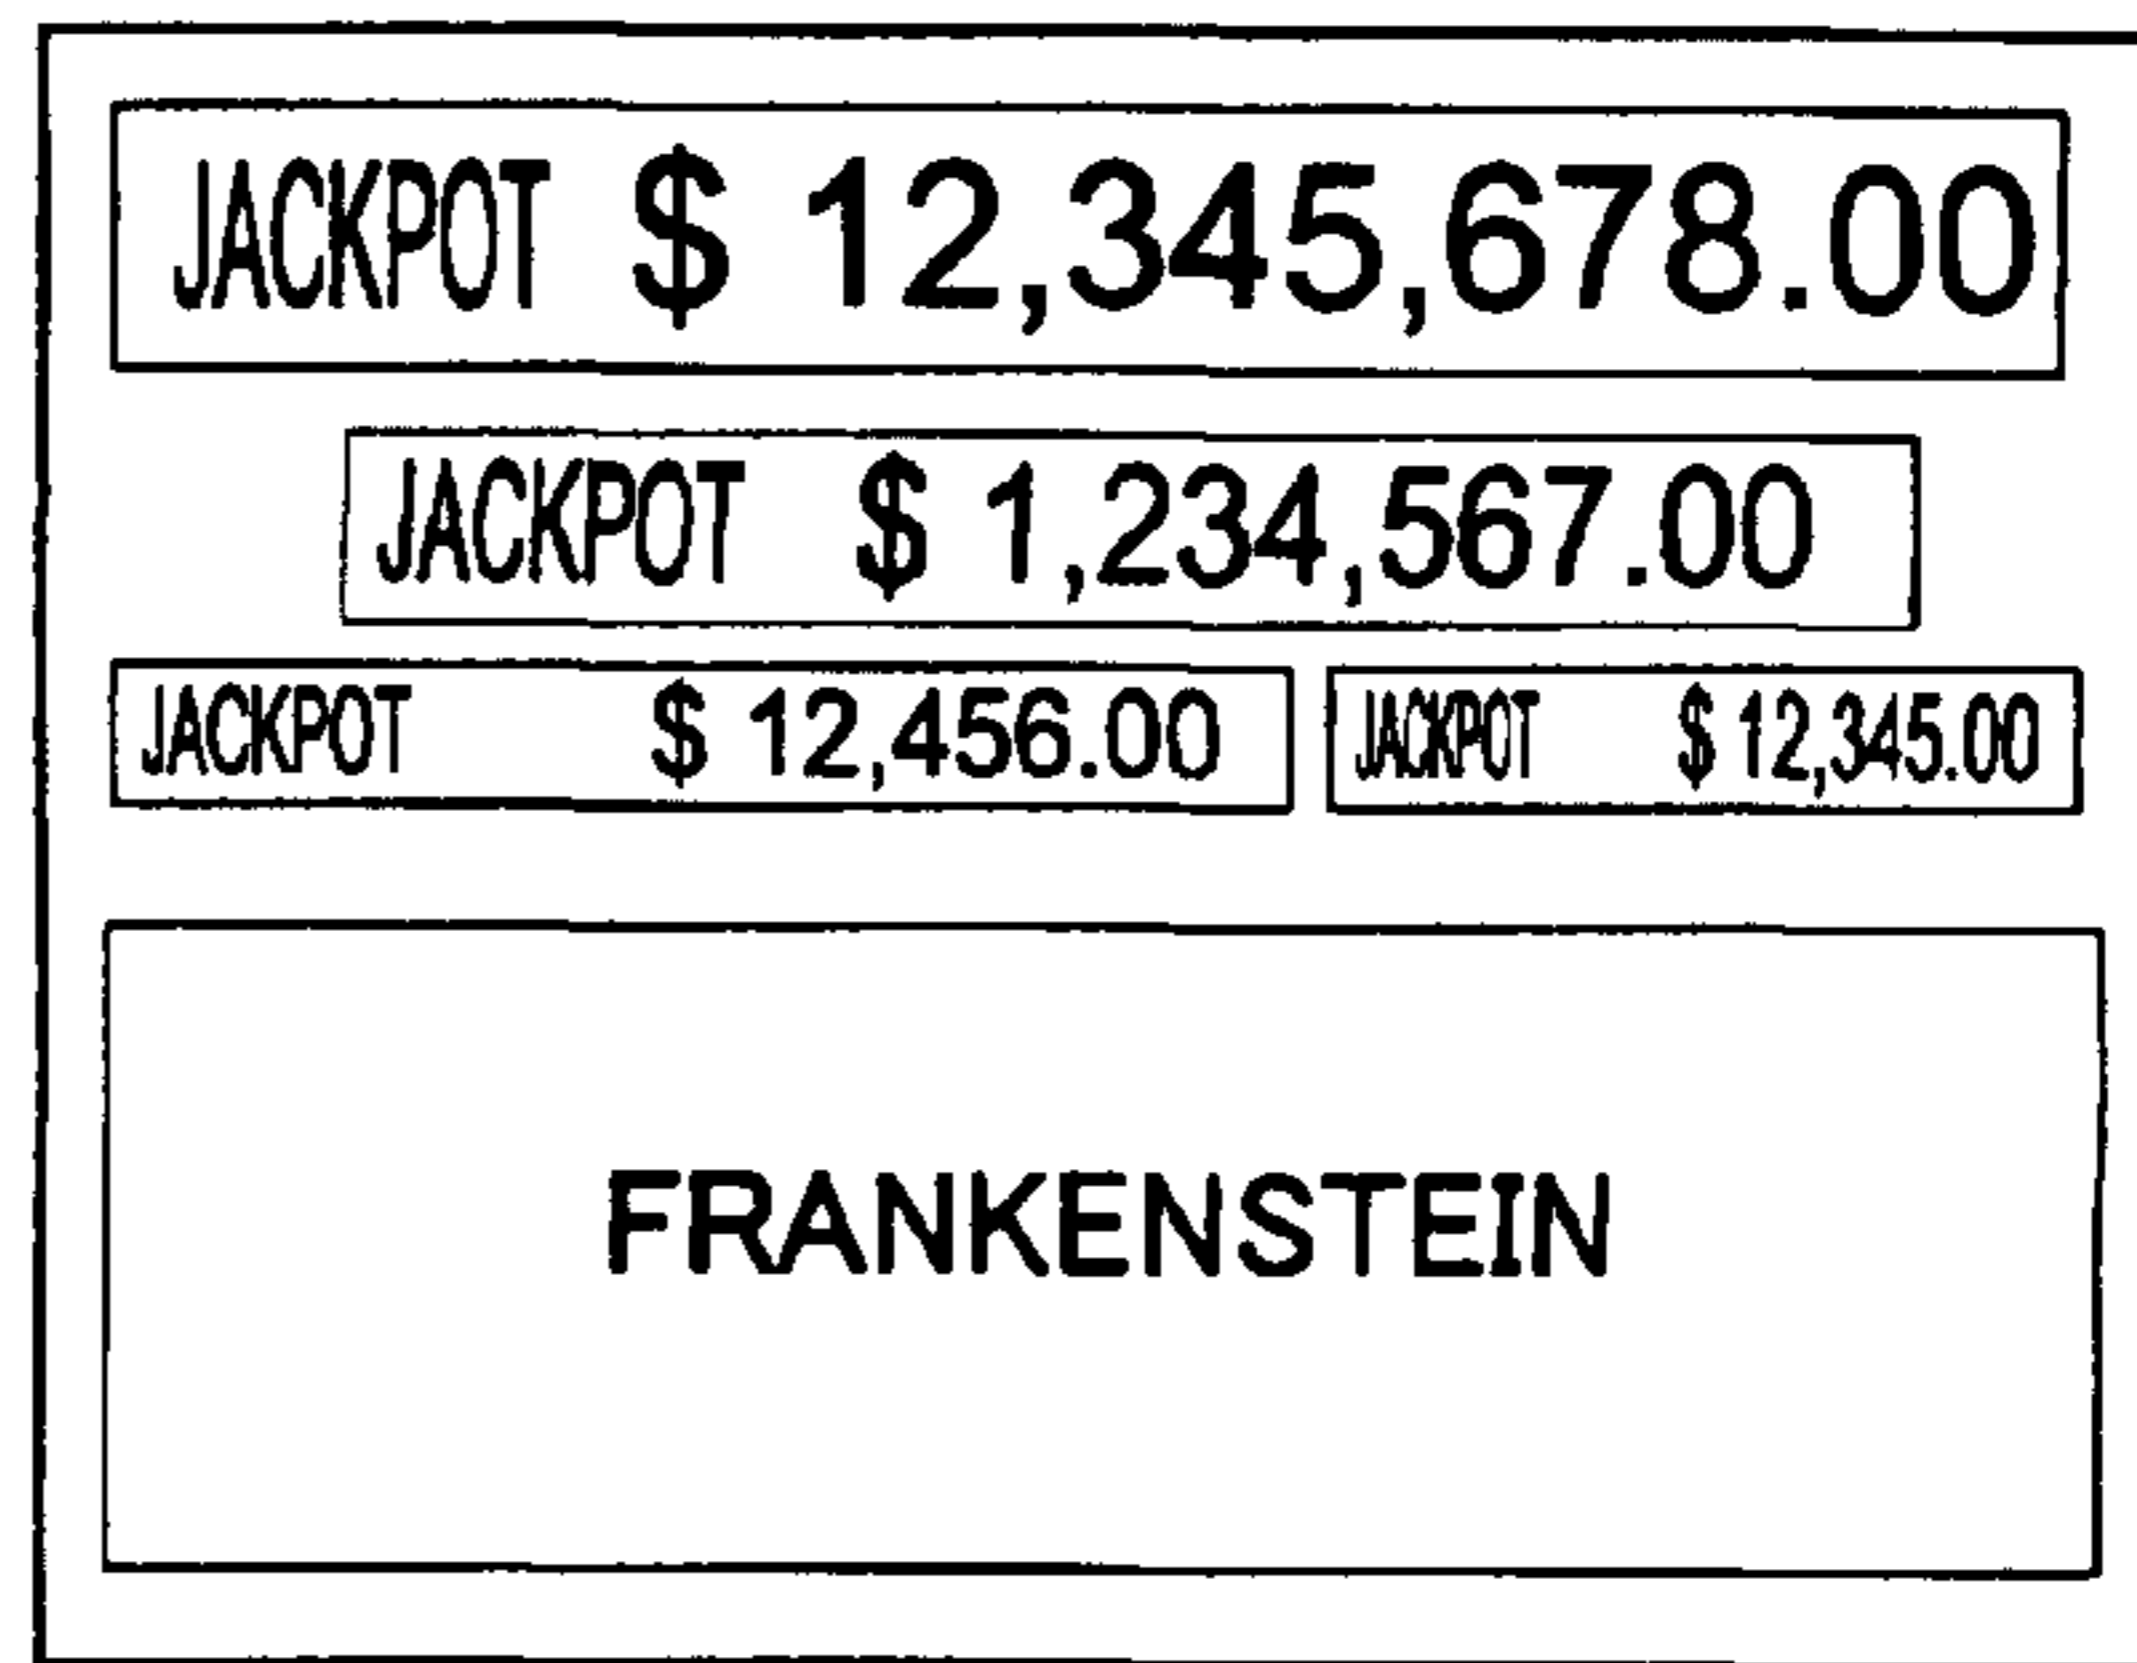 JACKPOT $ 12,345,678.00
JACKPOT $ 1,234,567.00
JACKPOT $ 12,456.00
JACKPOT $ 12,345.00
FRANKENSTEIN